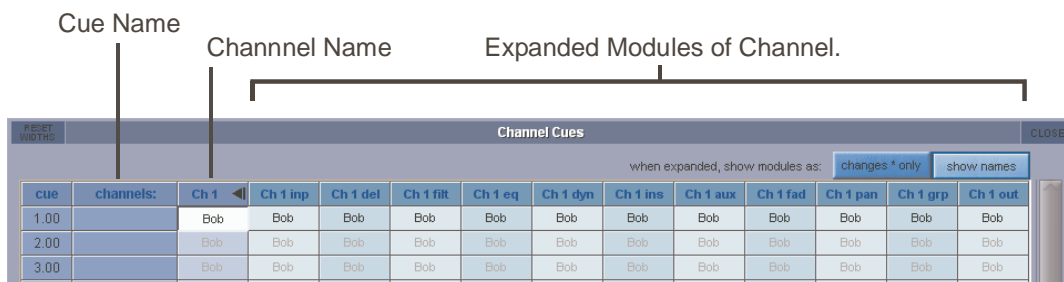 Cue Name
Channnel Name
Expanded Modules of Channel.
RESET WIDTHS
Channel Cues
CLOSE
when expanded, show modules as: changes * only show names
cue channels: Ch 1 Ch 1 inp Ch 1 del Ch 1 filt Ch 1 eq Ch 1 dyn Ch 1 ins Ch 1 aux Ch 1 fad Ch 1 pan Ch 1 grp Ch 1 out
1.00 Bob Bob Bob Bob Bob Bob Bob Bob Bob Bob Bob Bob
2.00 Bob Bob Bob Bob Bob Bob Bob Bob Bob Bob Bob Bob
3.00 Bob Bob Bob Bob Bob Bob Bob Bob Bob Bob Bob Bob